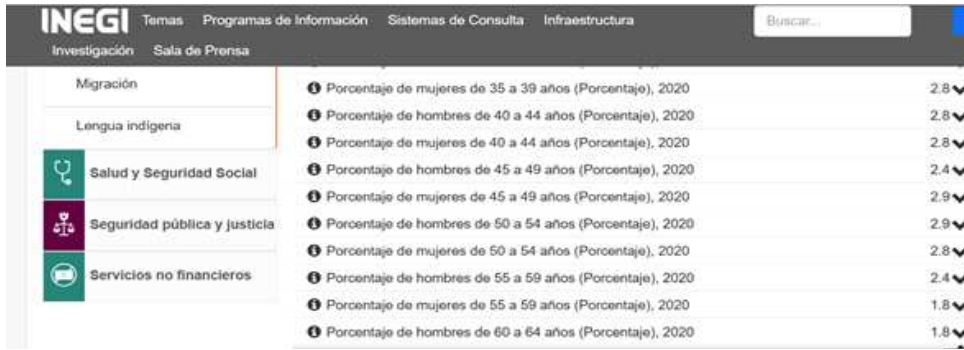 INEGI Temas Programas de Información Sistemas de Consulta Infraestructura Buscar...
Investigación Sala de Prensa
Migración
Lengua indígena
Salud y Seguridad Social
Seguridad pública y justicia
Servicios no financieros
Porcentaje de mujeres de 35 a 39 años (Porcentaje), 2020 2.8
Porcentaje de hombres de 40 a 44 años (Porcentaje), 2020 2.8
Porcentaje de mujeres de 40 a 44 años (Porcentaje), 2020 2.8
Porcentaje de hombres de 45 a 49 años (Porcentaje), 2020 2.4
Porcentaje de mujeres de 45 a 49 años (Porcentaje), 2020 2.9
Porcentaje de hombres de 50 a 54 años (Porcentaje), 2020 2.9
Porcentaje de mujeres de 50 a 54 años (Porcentaje), 2020 2.8
Porcentaje de hombres de 55 a 59 años (Porcentaje), 2020 2.4
Porcentaje de mujeres de 55 a 59 años (Porcentaje), 2020 1.8
Porcentaje de hombres de 60 a 64 años (Porcentaje), 2020 1.8